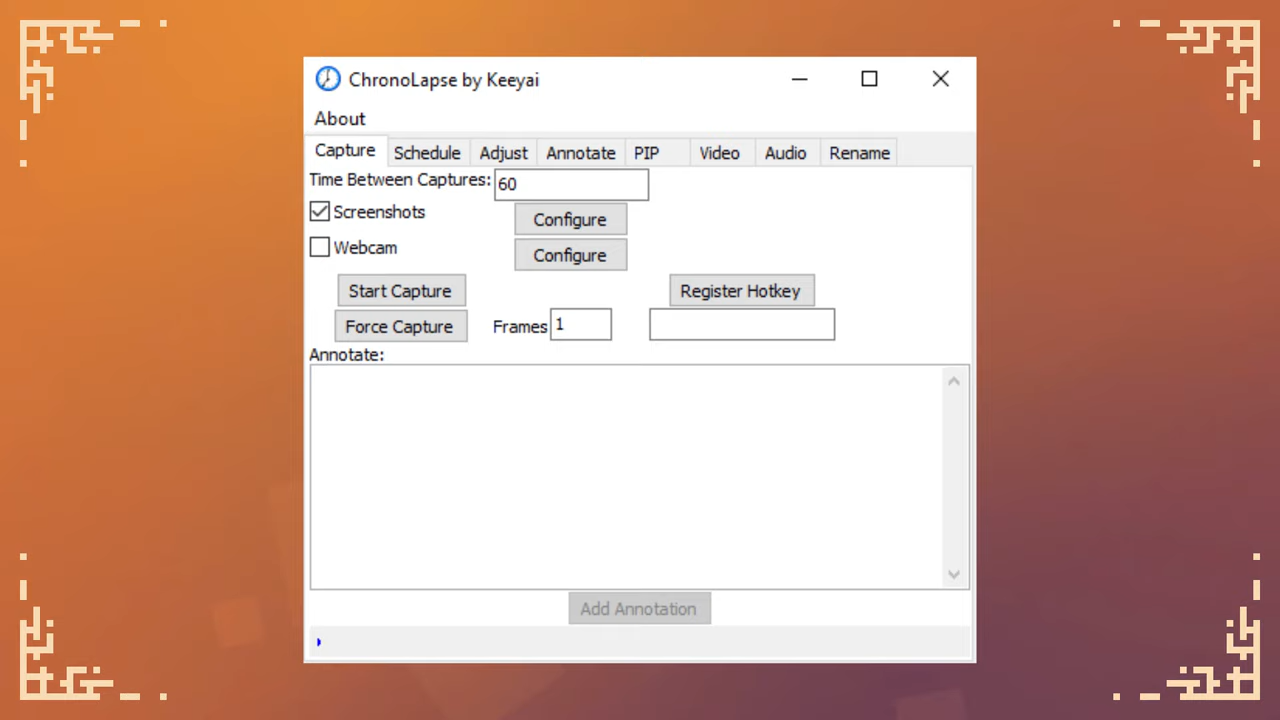 ChronoLapse by Keeyai
About
Capture Schedule Adjust Annotate PIP Video Audio Rename
Time Between Captures: 60
Screenshots Configure
Webcam Configure
Start Capture Register Hotkey
Force Capture Frames 1
Annotate:
Add Annotation